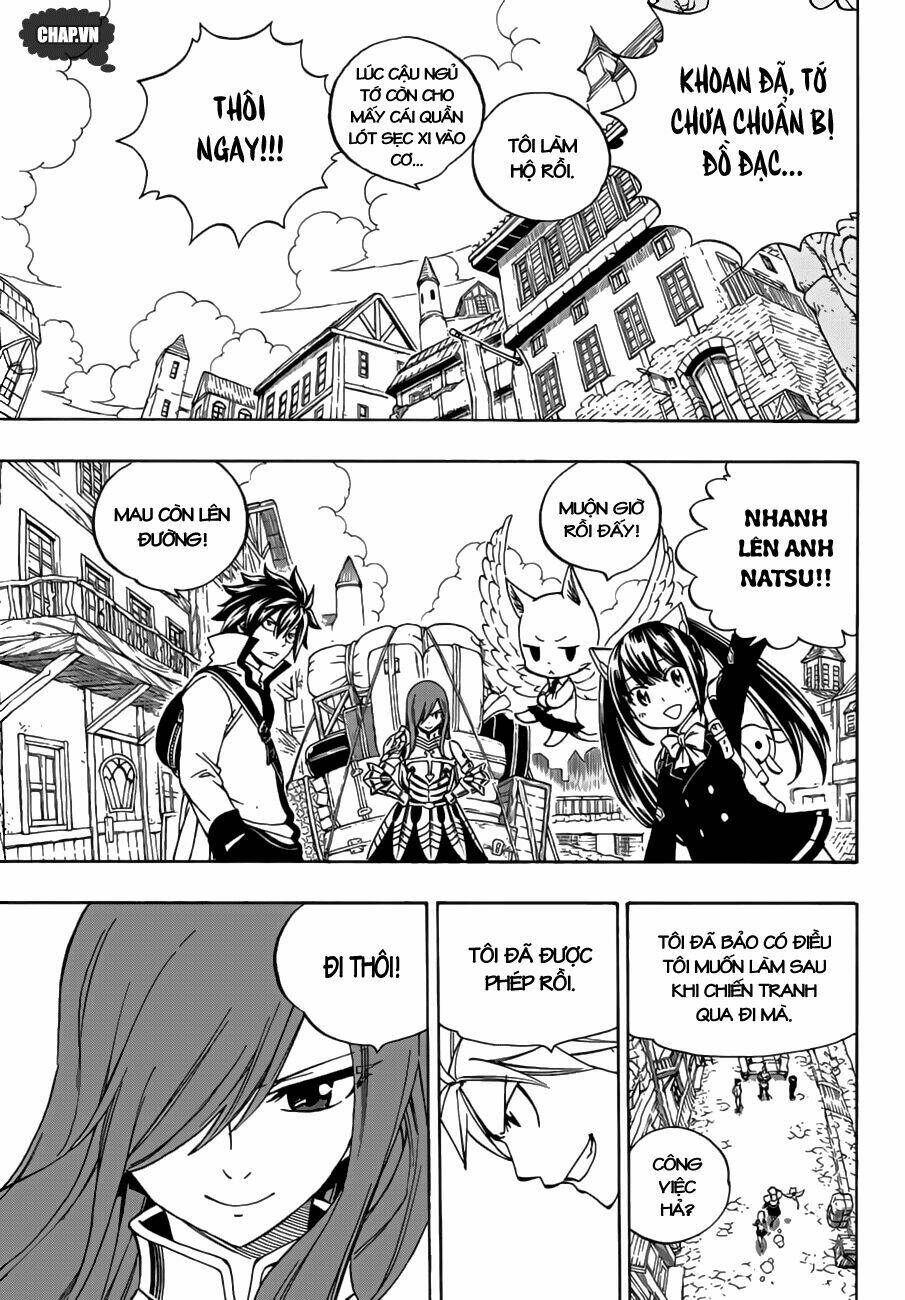 CHAP.VN
KHOAN ĐÃ, TỚ
CHƯA CHUẨN BỊ
ĐỒ ĐẠC...
TÔI LÀM
HỘ RỒI.
LÚC CẬU NGỦ
TỚ CÒN CHO
MẤY CÁI QUẦN
LÓT SẸC XI VÀO
CƠ...
THÔI
NGAY!!!
NHANH
LÊN ANH
NATSU!!
MUỘN GIỜ
RỒI ĐẤY!
MAU CÒN LÊN
ĐƯỜNG!
TÔI ĐÃ BẢO CÓ ĐIỀU
TÔI MUỐN LÀM SAU
KHI CHIẾN TRANH
QUA ĐI MÀ.
CÔNG
VIỆC
HẢ?
TÔI ĐÃ ĐƯỢC
PHÉP RỒI.
ĐI THÔI!